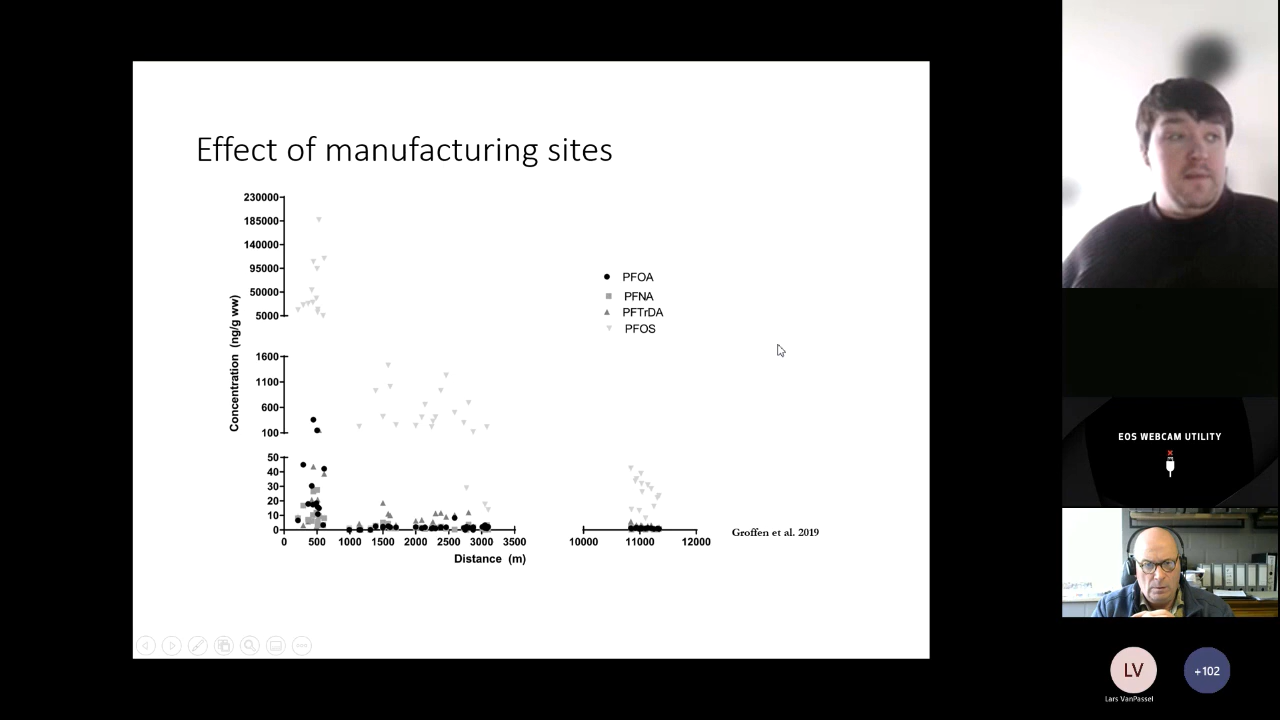 Effect of manufacturing sites
230000
185000
140000
95000
50000
5000
1600
1100
600
100
50
40
30
20
10
0
Concentration (ng/g ww)
PFOA
PFNA
PFTrDA
PFOS
0 500 1000 1500 2000 2500 3000 3500
10000 11000 12000
Distance (m)
Groffen et al. 2019
EOS WEBCAM UTILITY
LV
+102
Lars VanPassel